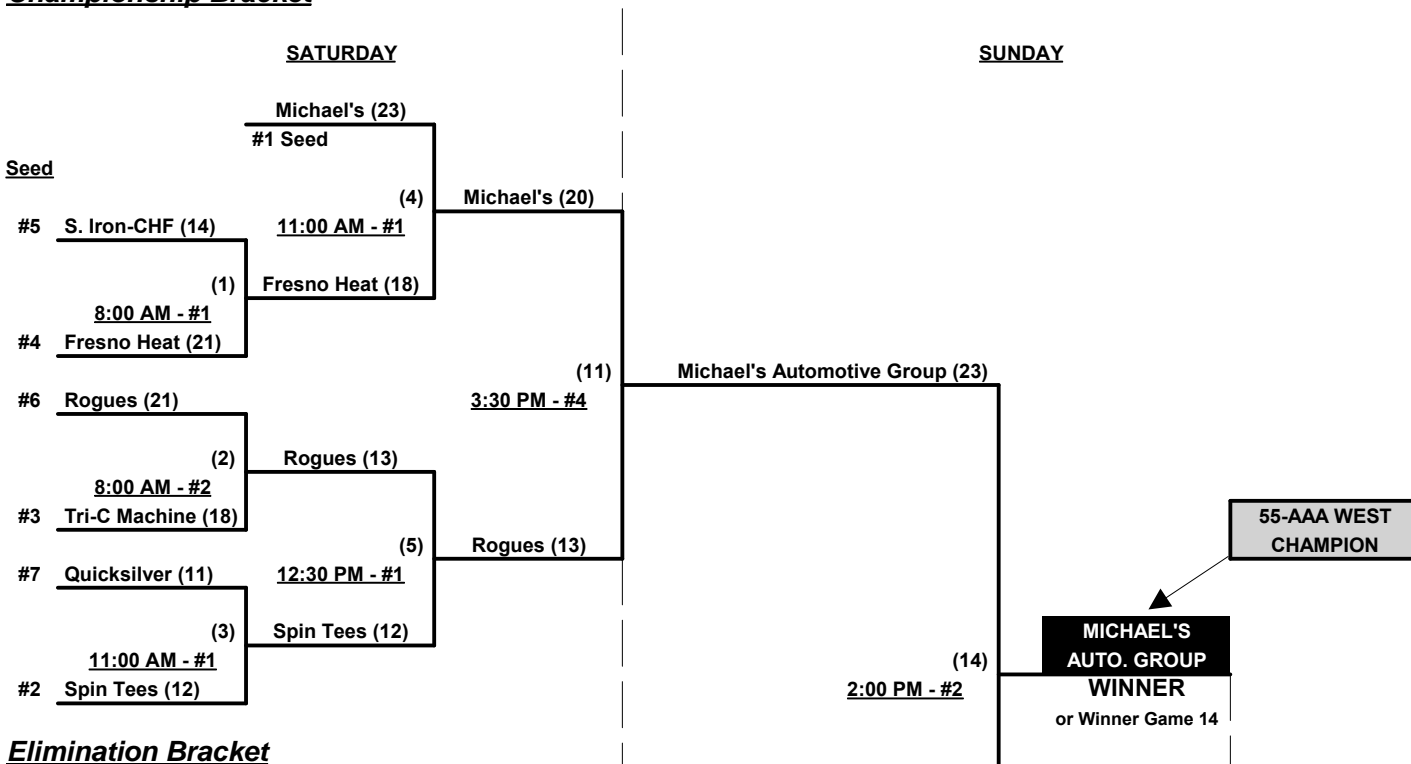 Championship Bracket
SATURDAY
SUNDAY
Michael's (23)
#1 Seed
Seed
(4)
Michael's (20)
#5 S. Iron-CHF (14)
11:00 AM - #1
(1)
Fresno Heat (18)
8:00 AM - #1
#4 Fresno Heat (21)
(11)
Michael's Automotive Group (23)
#6 Rogues (21)
3:30 PM - #4
(2)
Rogues (13)
8:00 AM - #2
#3 Tri-C Machine (18)
55-AAA WEST
CHAMPION
(5)
Rogues (13)
#7 Quicksilver (11)
12:30 PM - #1
(3)
Spin Tees (12)
MICHAEL'S
AUTO. GROUP
11:00 AM - #1
(14)
#2 Spin Tees (12)
2:00 PM - #2
WINNER
or Winner Game 14
Elimination Bracket